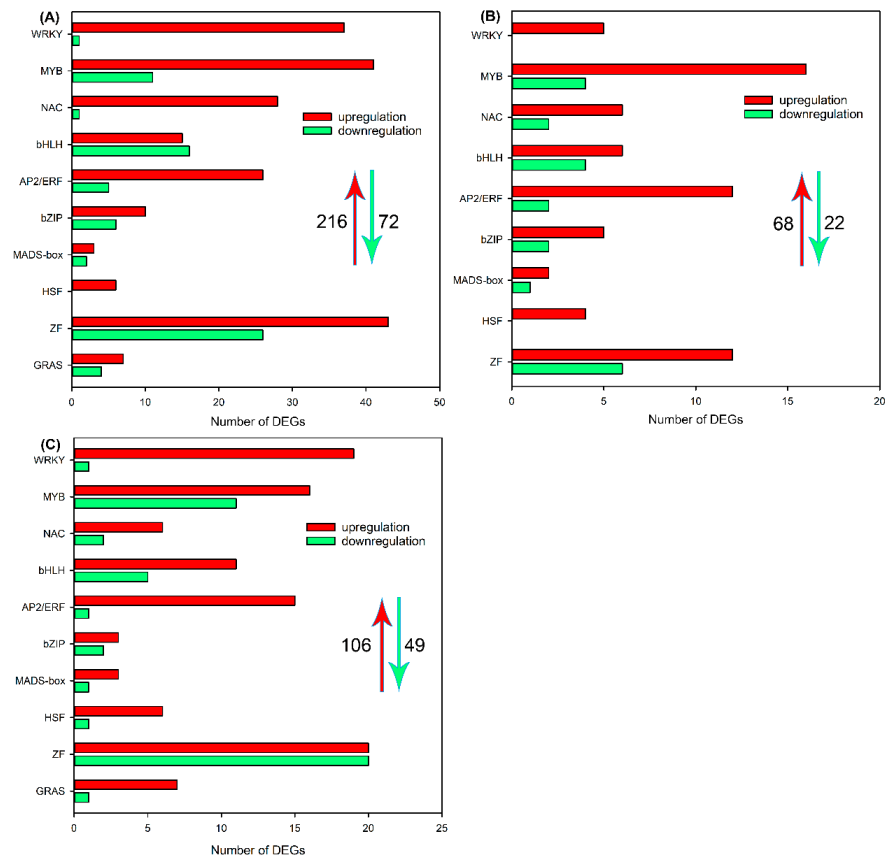 (A)
WRKY
MYB
NAC
bHLH
AP2/ERF
bZIP
MADS-box
HSF
ZF
GRAS
upregulation
downregulation
216 72
0 10 20 30 40 50
Number of DEGs
(B)
WRKY
MYB
NAC
bHLH
AP2/ERF
bZIP
MADS-box
HSF
ZF
upregulation
downregulation
68 22
0 5 10 15 20
Number of DEGs
(C)
WRKY
MYB
NAC
bHLH
AP2/ERF
bZIP
MADS-box
HSF
ZF
GRAS
upregulation
downregulation
106 49
0 5 10 15 20 25
Number of DEGs